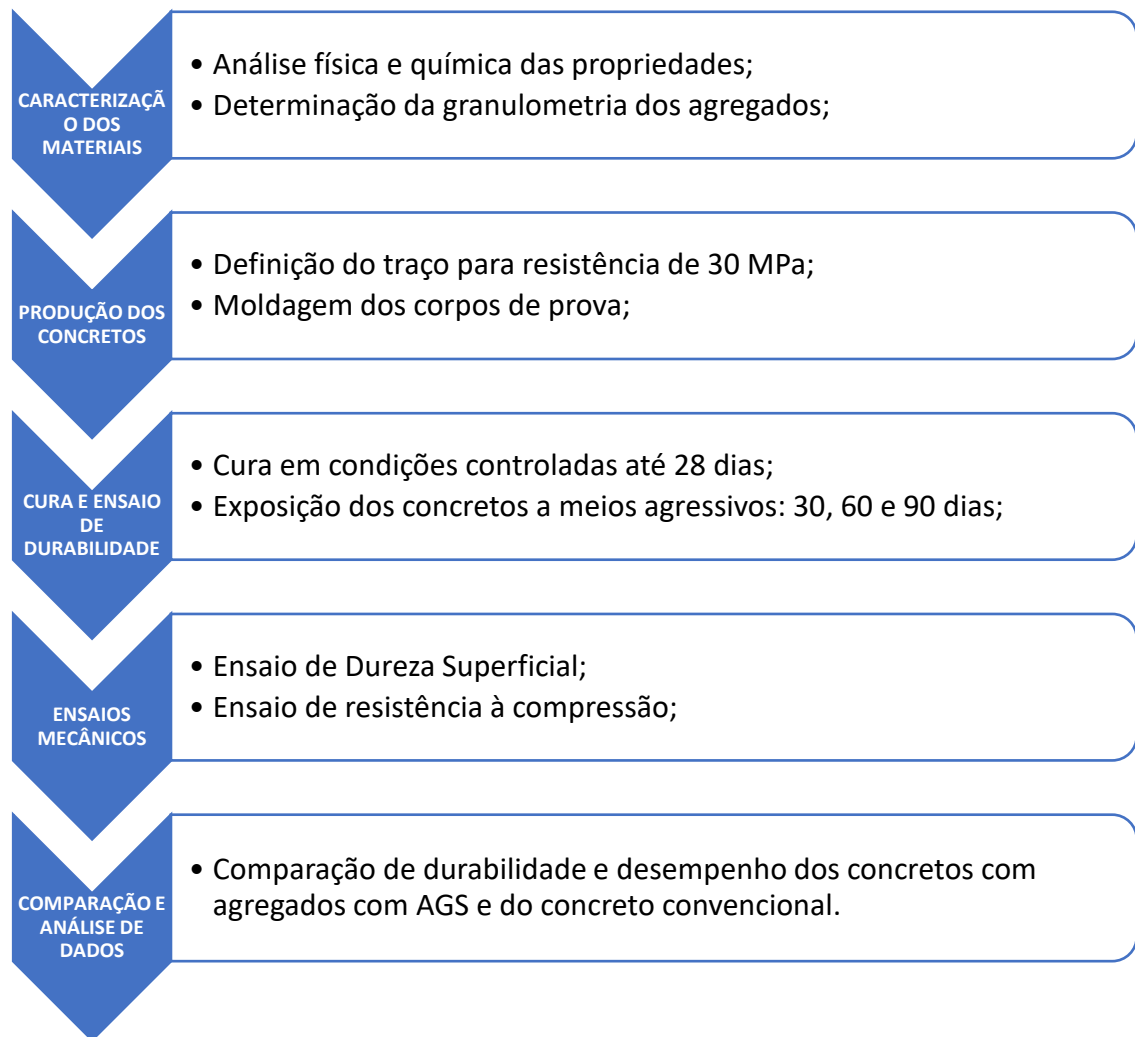 CARACTERIZAÇÃ
O DOS
MATERIAIS
• Análise física e química das propriedades;
• Determinação da granulometria dos agregados;
PRODUÇÃO DOS
CONCRETOS
• Definição do traço para resistência de 30 MPa;
• Moldagem dos corpos de prova;
CURA E ENSAIO
DE
DURABILIDADE
• Cura em condições controladas até 28 dias;
• Exposição dos concretos a meios agressivos: 30, 60 e 90 dias;
ENSAIOS
MECÂNICOS
• Ensaio de Dureza Superficial;
• Ensaio de resistência à compressão;
COMPARAÇÃO E
ANÁLISE DE
DADOS
• Comparação de durabilidade e desempenho dos concretos com
agregados com AGS e do concreto convencional.